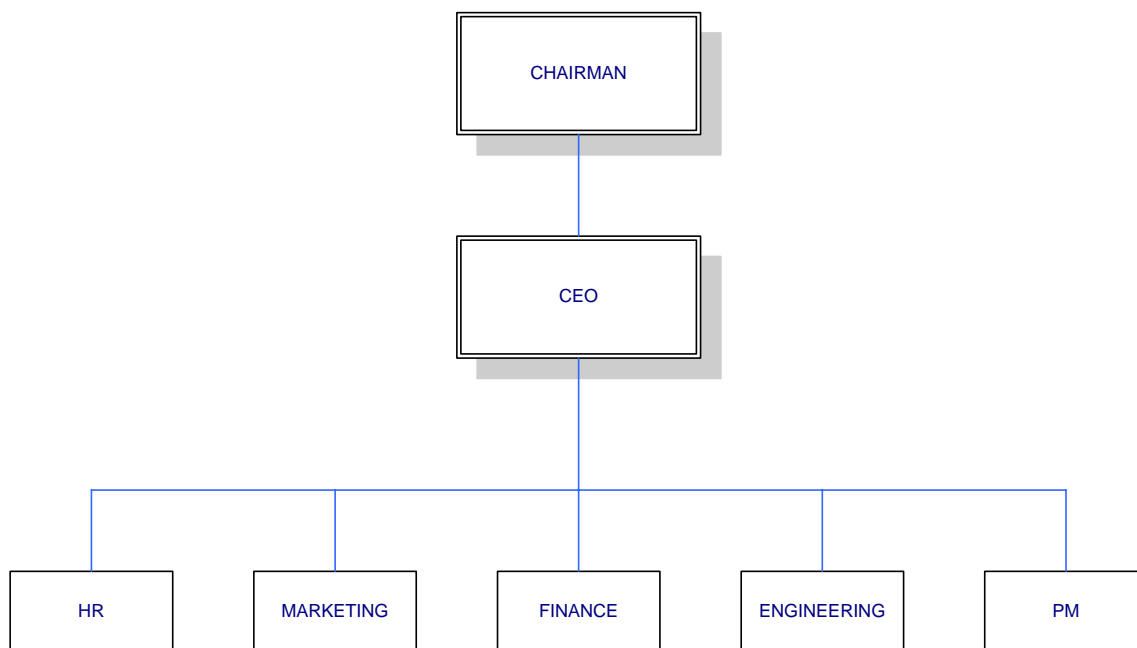 CHAIRMAN
CEO
HR
MARKETING
FINANCE
ENGINEERING
PM